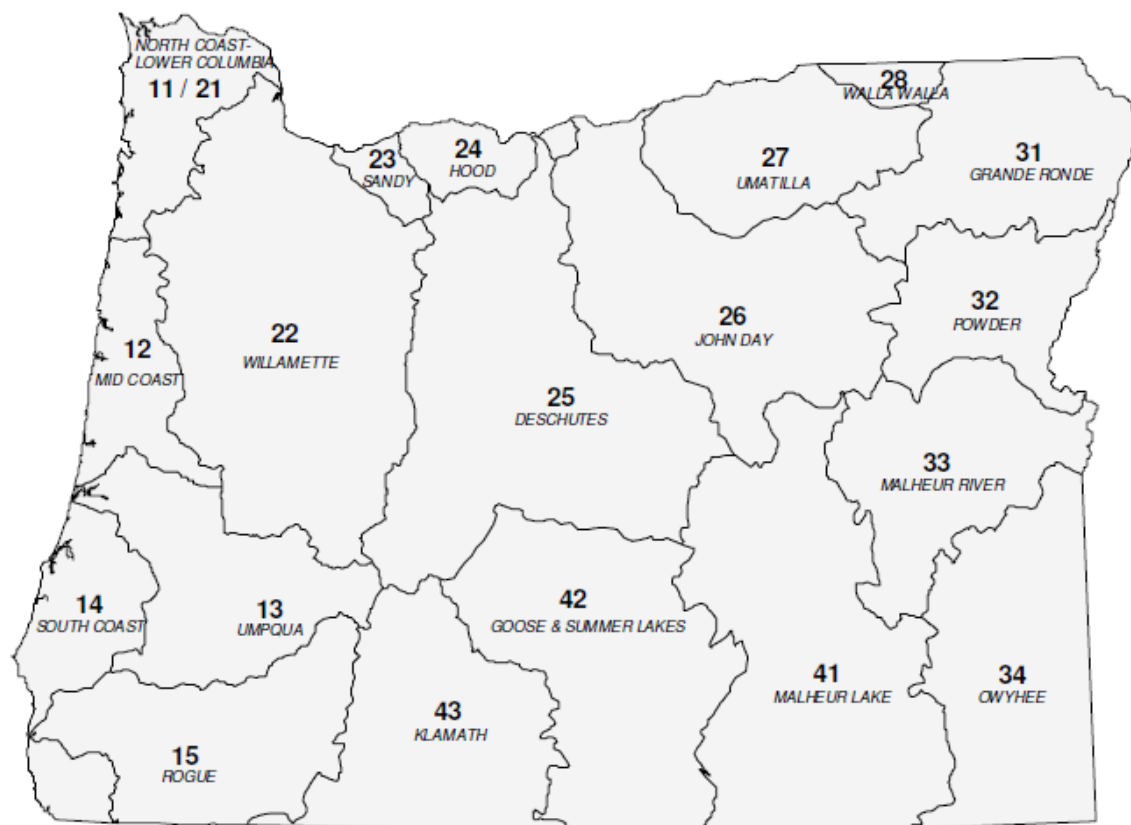 NORTH COAST-
LOWER COLUMBIA
11 / 21
28
WALLA WALLA
23
SANDY
24
HOOD
27
UMATILLA
31
GRANDE RONDE
12
MID COAST
22
WILLAMETTE
26
JOHN DAY
32
POWDER
25
DESCHUTES
33
MALHEUR RIVER
14
SOUTH COAST
13
UMPQUA
42
GOOSE & SUMMER LAKES
41
MALHEUR LAKE
34
OWYHEE
43
KLAMATH
15
ROGUE